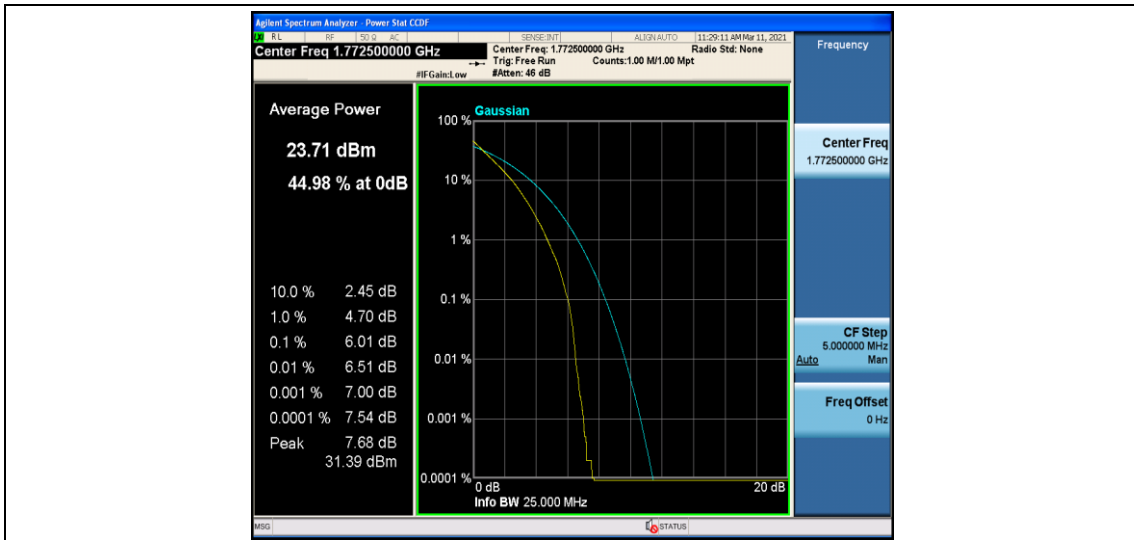 Agilent Spectrum Analyzer - Power Stat CCDF
LXI RL RF 50 Ω AC SENSE:INT ALIGN AUTO 11:29:11 AM Mar 11, 2021
Center Freq 1.772500000 GHz
Center Freq: 1.772500000 GHz Radio Std: None
Trig: Free Run Counts:1.00 M/1.00 Mpt
#IFGain:Low #Atten: 46 dB
Average Power
23.71 dBm
44.98 % at 0dB
10.0 % 2.45 dB
1.0 % 4.70 dB
0.1 % 6.01 dB
0.01 % 6.51 dB
0.001 % 7.00 dB
0.0001 % 7.54 dB
Peak 7.68 dB
31.39 dBm
Gaussian
100 %
10 %
1 %
0.1 %
0.01 %
0.001 %
0.0001 %
0 dB 20 dB
Info BW 25.000 MHz
Frequency
Center Freq
1.772500000 GHz
CF Step
5.000000 MHz
Auto Man
Freq Offset
0 Hz
MSG STATUS